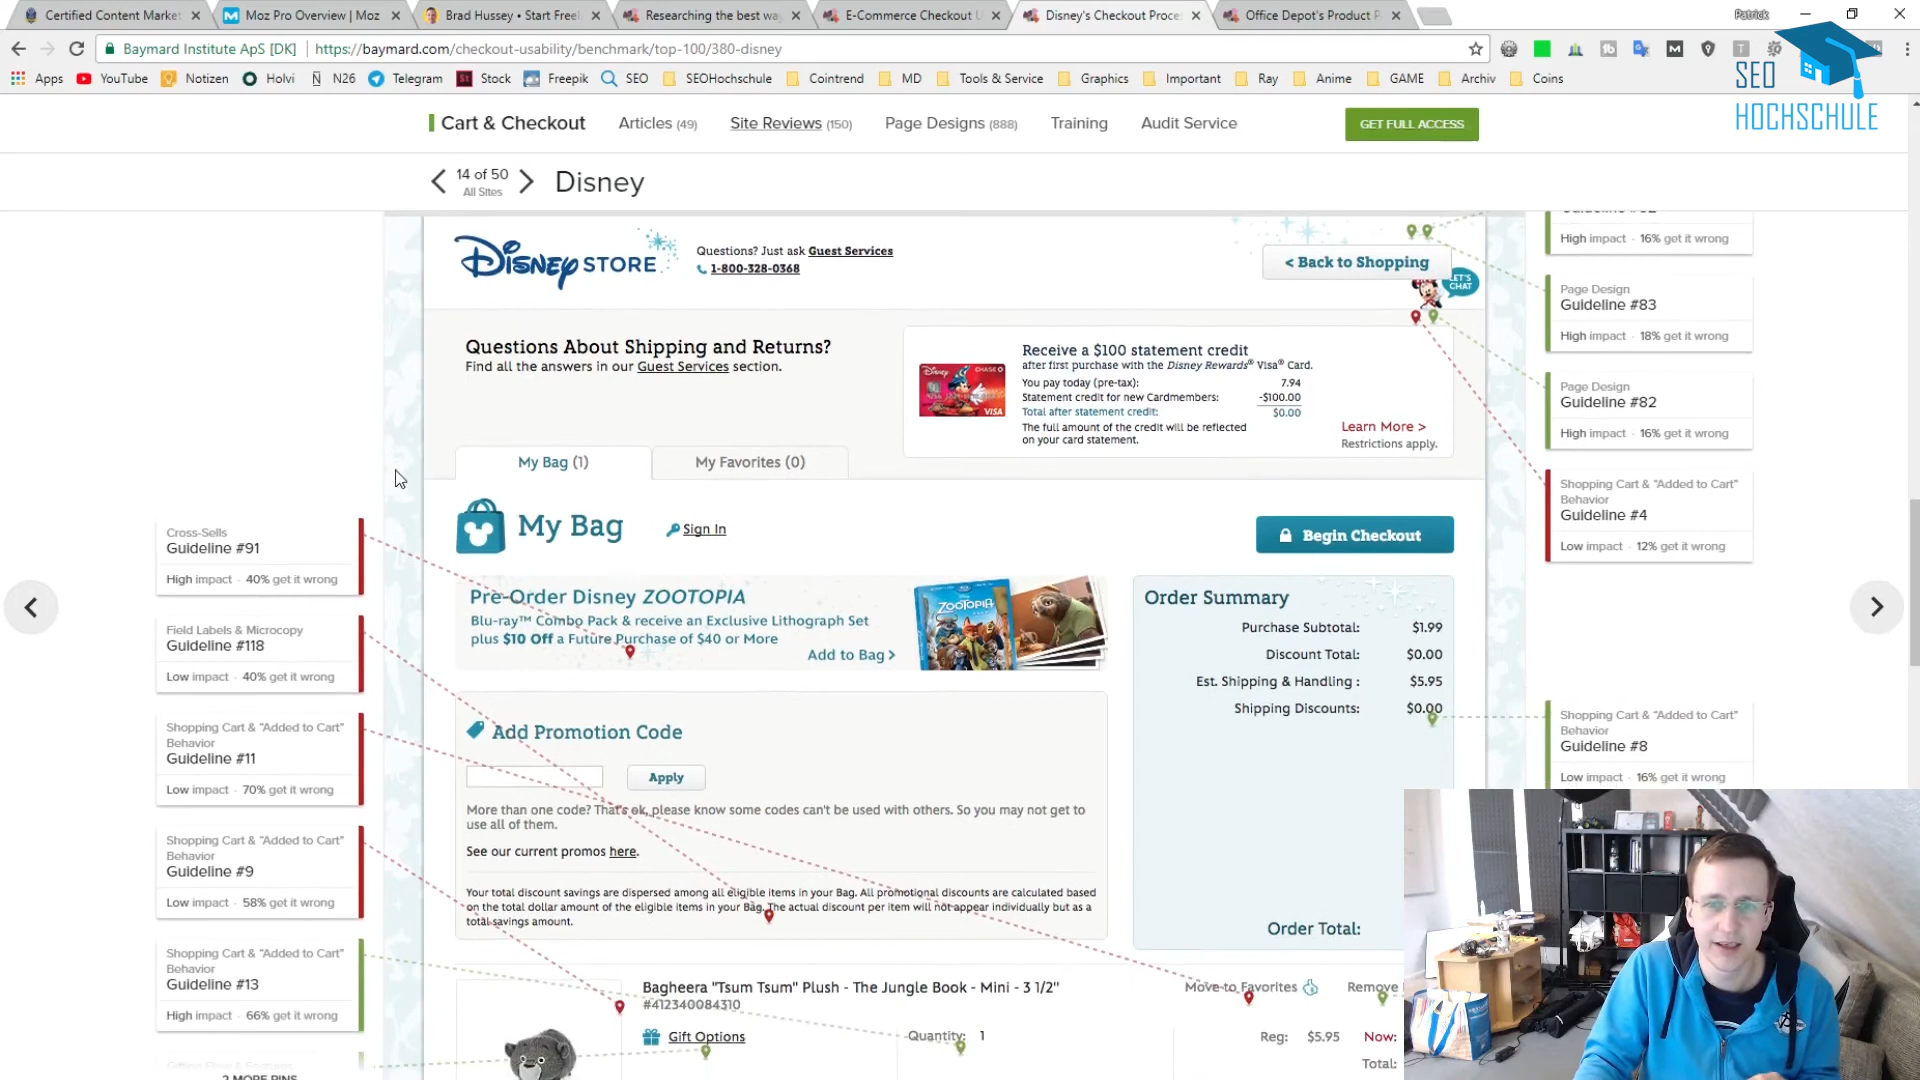 Certified Content Market
Moz Pro Overview | Moz
Brad Hussey • Start Free
Researching the best wa
E-Commerce Checkout U
Disney's Checkout Proce
Office Depot's Product P
Patrick
Baymard Institute ApS [DK] | https://baymard.com/checkout-usability/benchmark/top-100/380-disney
Apps YouTube Notizen Holvi N26 Telegram Stock Freepik SEO SEOHochschule Cointrend MD Tools & Service Graphics Important Ray Anime GAME Archiv Coins
SEO
HOCHSCHULE
Cart & Checkout Articles (49) Site Reviews (150) Page Designs (888) Training Audit Service GET FULL ACCESS
14 of 50
All Sites
Disney
Disney STORE
Questions? Just ask Guest Services
1-800-328-0368
< Back to Shopping
LET'S
CHAT
Questions About Shipping and Returns?
Find all the answers in our Guest Services section.
Disney CHASE
VISA
Receive a $100 statement credit
after first purchase with the Disney Rewards® Visa® Card.
You pay today (pre-tax): 7.94
Statement credit for new Cardmembers: -$100.00
Total after statement credit: $0.00
The full amount of the credit will be reflected
on your card statement.
Learn More >
Restrictions apply.
My Bag (1)
My Favorites (0)
My Bag
Sign In
Begin Checkout
Pre-Order Disney ZOOTOPIA
Blu-ray™ Combo Pack & receive an Exclusive Lithograph Set
plus $10 Off a Future Purchase of $40 or More
Add to Bag >
ZOOTOPIA
Order Summary
Purchase Subtotal: $1.99
Discount Total: $0.00
Est. Shipping & Handling : $5.95
Shipping Discounts: $0.00
Order Total:
Add Promotion Code
Apply
More than one code? That's ok, please know some codes can't be used with others. So you may not get to
use all of them.
See our current promos here.
Your total discount savings are dispersed among all eligible items in your Bag. All promotional discounts are calculated based
on the total dollar amount of the eligible items in your Bag. The actual discount per item will not appear individually but as a
total savings amount.
Bagheera "Tsum Tsum" Plush - The Jungle Book - Mini - 3 1/2"
#412340084310
Gift Options
Quantity: 1
Move to Favorites
Remove
Reg: $5.95 Now:
Total:
Cross-Sells
Guideline #91
High impact · 40% get it wrong
Field Labels & Microcopy
Guideline #118
Low impact · 40% get it wrong
Shopping Cart & "Added to Cart"
Behavior
Guideline #11
Low impact · 70% get it wrong
Shopping Cart & "Added to Cart"
Behavior
Guideline #9
Low impact · 58% get it wrong
Shopping Cart & "Added to Cart"
Behavior
Guideline #13
High impact · 66% get it wrong
2 MORE PINS
High impact · 16% get it wrong
Page Design
Guideline #83
High impact · 18% get it wrong
Page Design
Guideline #82
High impact · 16% get it wrong
Shopping Cart & "Added to Cart"
Behavior
Guideline #4
Low impact · 12% get it wrong
Shopping Cart & "Added to Cart"
Behavior
Guideline #8
Low impact · 16% get it wrong